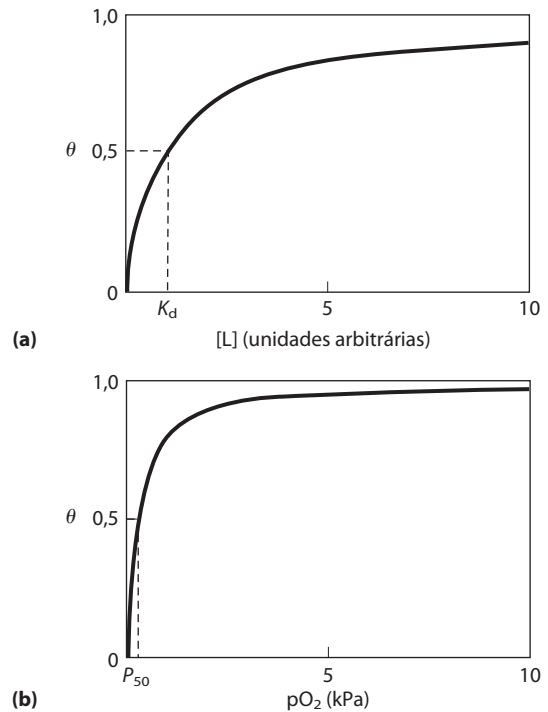 1,0
θ 0,5
0
K_d 5 10
(a) [L] (unidades arbitrárias)
1,0
θ 0,5
0
P_50 5 10
(b) pO_2 (kPa)